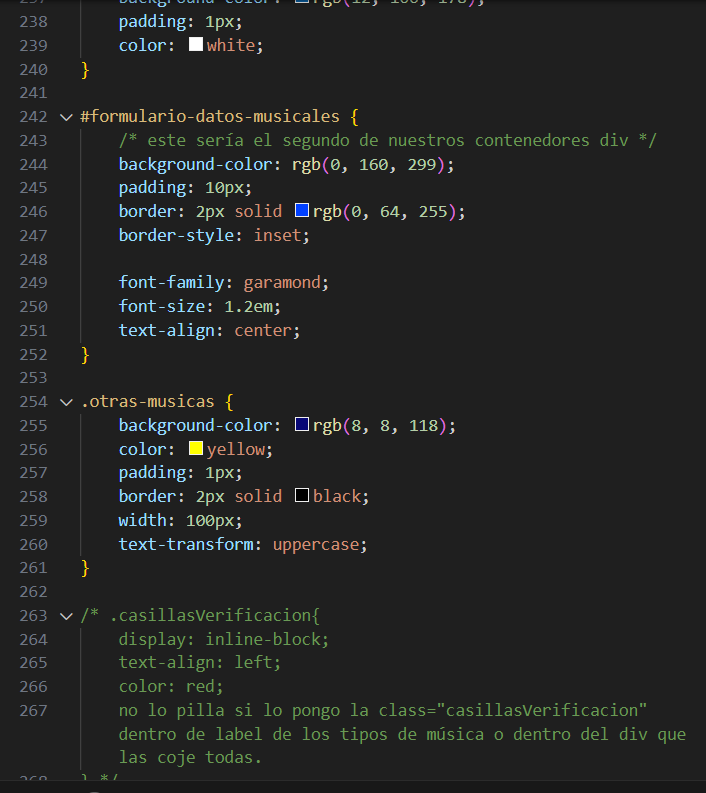 237 background-color: rgb(12, 106, 178);
238 padding: 1px;
239 color: white;
240 }
241
242 #formulario-datos-musicales {
243 /* este sería el segundo de nuestros contenedores div */
244 background-color: rgb(0, 160, 299);
245 padding: 10px;
246 border: 2px solid rgb(0, 64, 255);
247 border-style: inset;
248
249 font-family: garamond;
250 font-size: 1.2em;
251 text-align: center;
252 }
253
254 .otras-musicas {
255 background-color: rgb(8, 8, 118);
256 color: yellow;
257 padding: 1px;
258 border: 2px solid black;
259 width: 100px;
260 text-transform: uppercase;
261 }
262
263 /* .casillasVerificacion{
264 display: inline-block;
265 text-align: left;
266 color: red;
267 no lo pilla si lo pongo la class="casillasVerificacion"
dentro de label de los tipos de música o dentro del div que
las coje todas.
268 } */